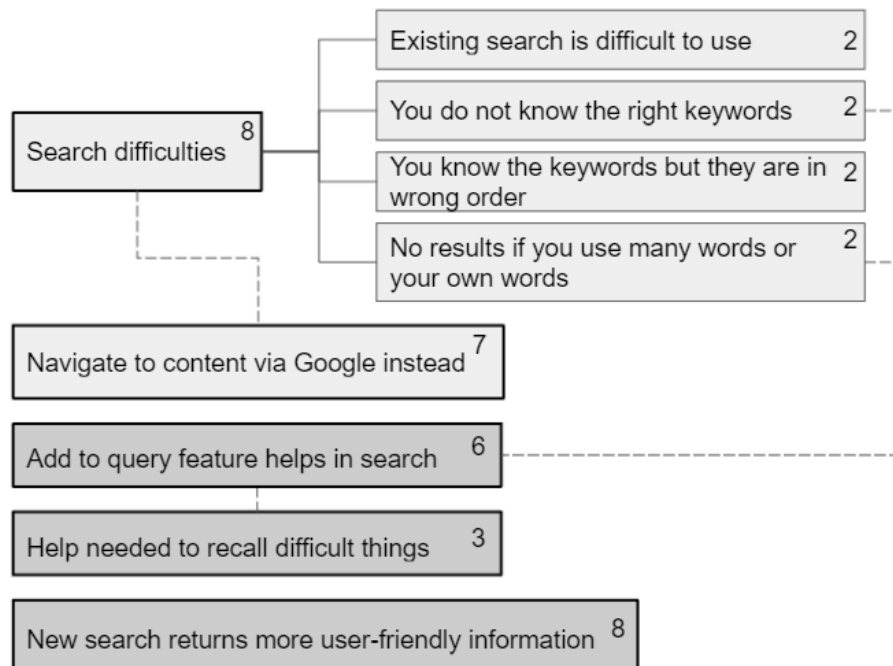 Existing search is difficult to use 2
You do not know the right keywords 2
Search difficulties 8
You know the keywords but they are in 2
wrong order
No results if you use many words or 2
your own words
Navigate to content via Google instead 7
Add to query feature helps in search 6
Help needed to recall difficult things 3
New search returns more user-friendly information 8